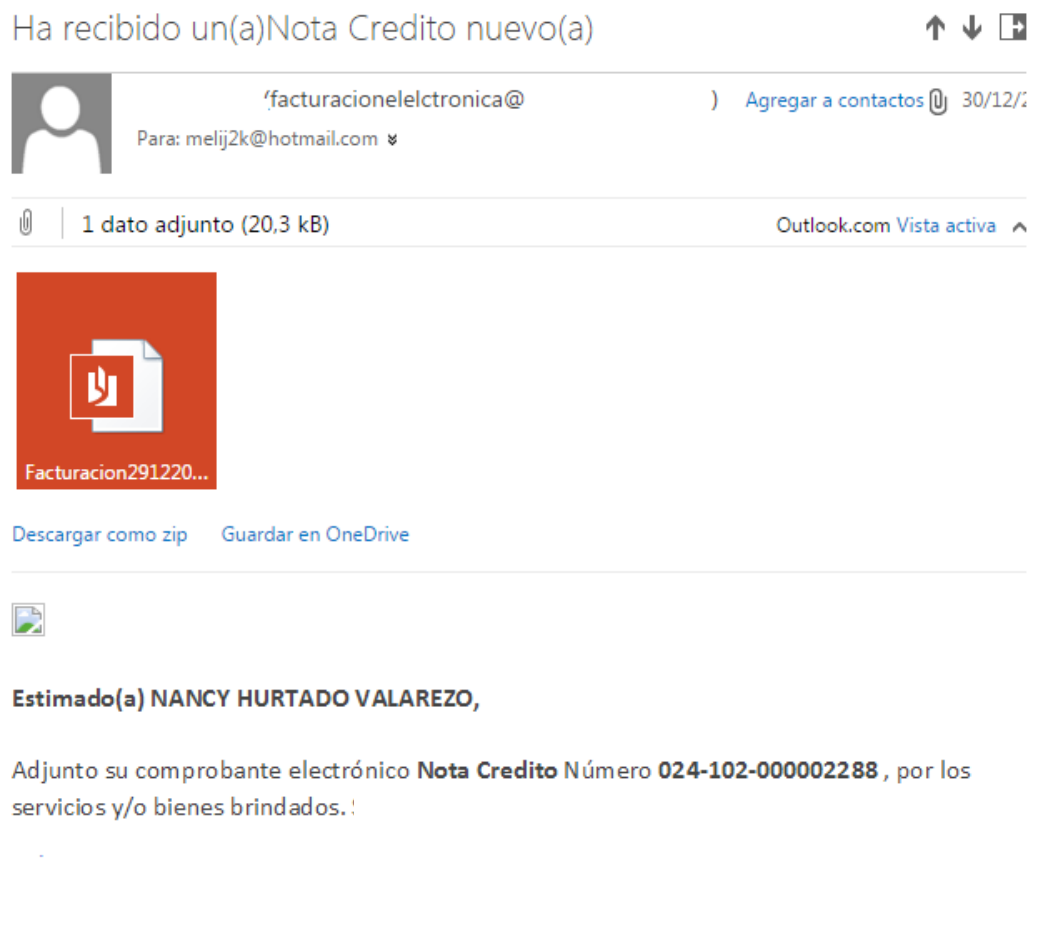 Ha recibido un(a)Nota Credito nuevo(a)
facturacionelelctronica@ ) Agregar a contactos 30/12/2
Para: melij2k@hotmail.com
1 dato adjunto (20,3 kB) Outlook.com Vista activa
Facturacion291220...
Descargar como zip Guardar en OneDrive
Estimado(a) NANCY HURTADO VALAREZO,
Adjunto su comprobante electrónico Nota Credito Número 024-102-000002288 , por los
servicios y/o bienes brindados.